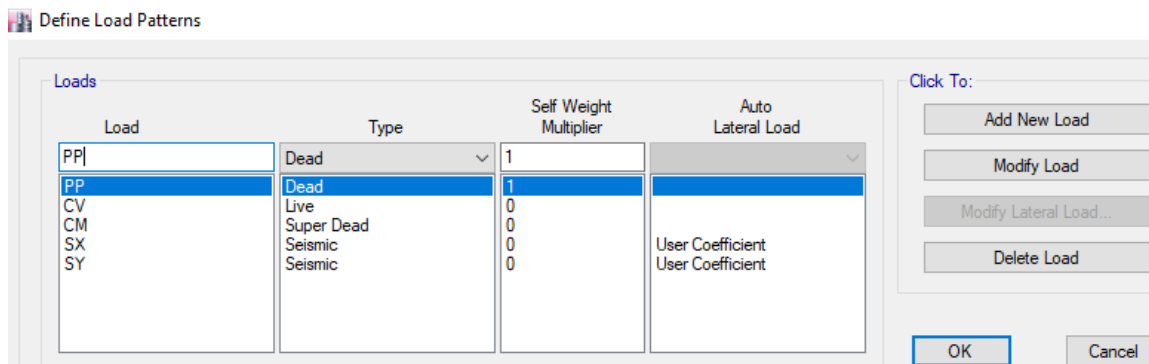 Define Load Patterns
Loads
Click To:
Load Type Self Weight Multiplier Auto Lateral Load
PP Dead 1
PP Dead 1
CV Live 0
CM Super Dead 0
SX Seismic 0 User Coefficient
SY Seismic 0 User Coefficient
Add New Load
Modify Load
Modify Lateral Load...
Delete Load
OK
Cancel